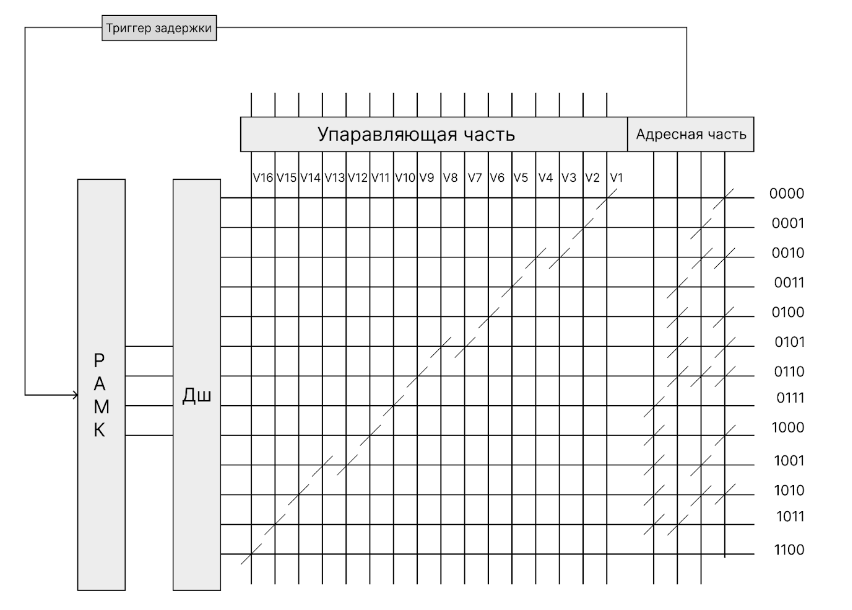 Триггер задержки
Упаравляющая часть
Адресная часть
V16 V15 V14 V13 V12 V11 V10 V9 V8 V7 V6 V5 V4 V3 V2 V1
0000
0001
0010
0011
0100
0101
0110
0111
1000
1001
1010
1011
1100
Р
А
М
К
Дш